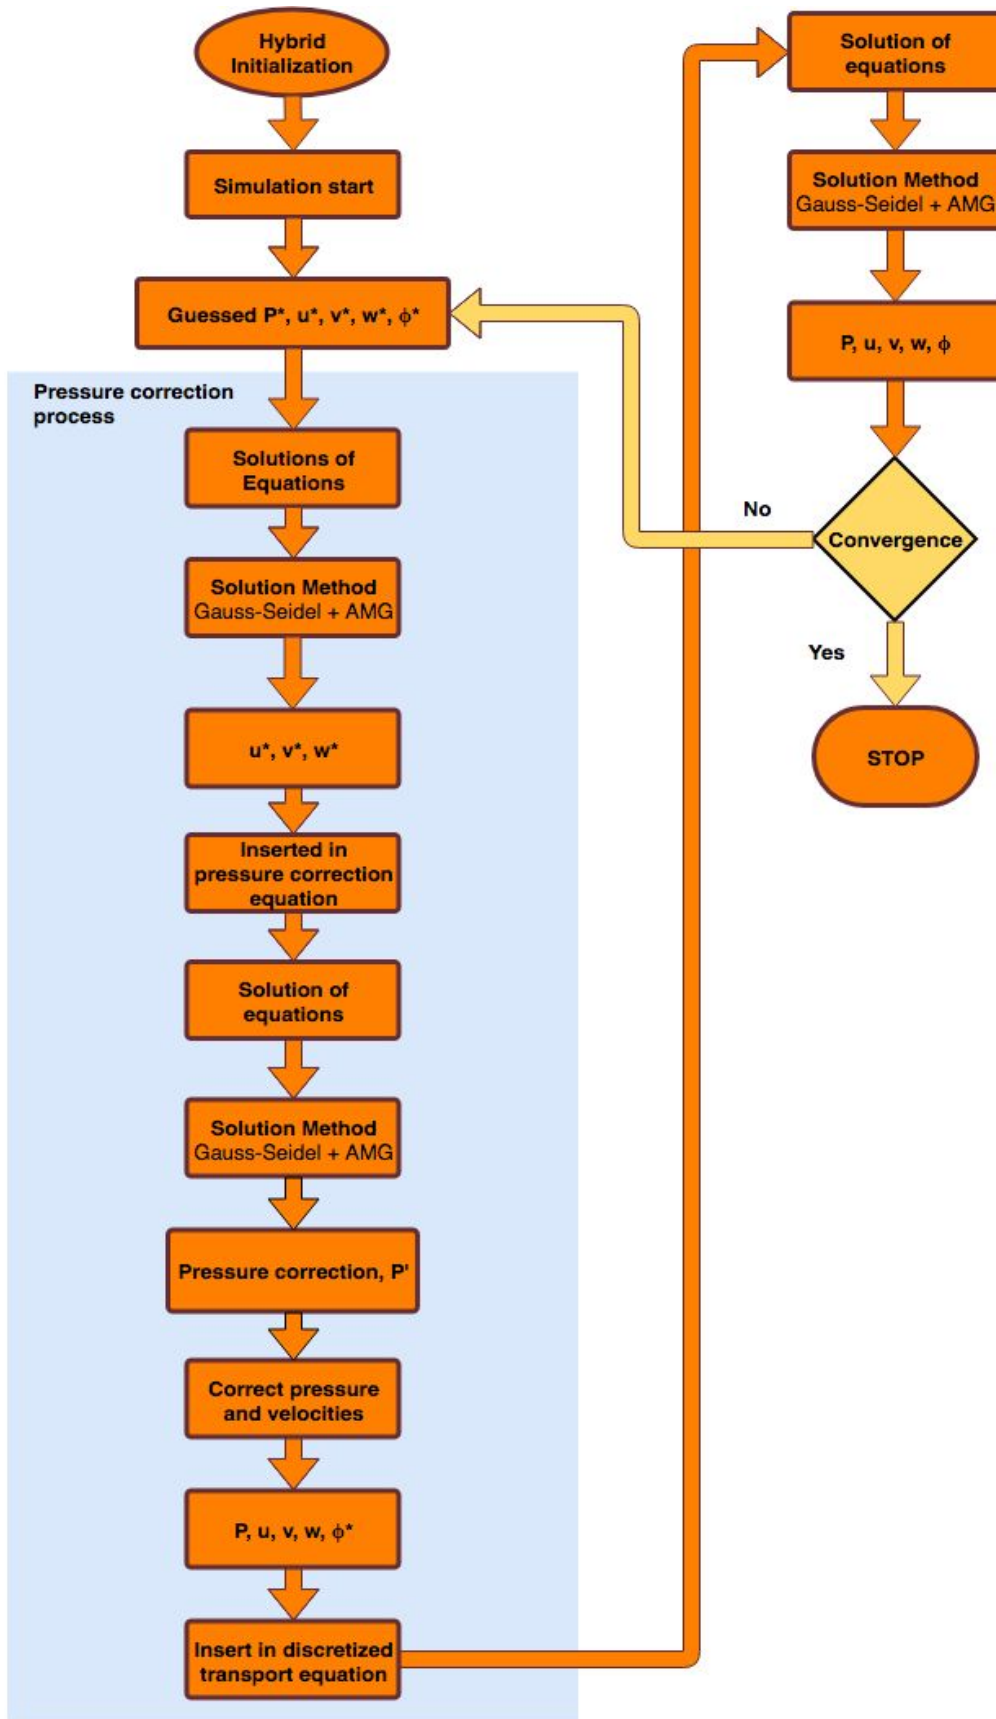 Hybrid
Initialization
Simulation start
Guessed P*, u*, v*, w*, ϕ*
Pressure correction
process
Solutions of
Equations
Solution Method
Gauss-Seidel + AMG
u*, v*, w*
Inserted in
pressure correction
equation
Solution of
equations
Solution Method
Gauss-Seidel + AMG
Pressure correction, P'
Correct pressure
and velocities
P, u, v, w, ϕ*
Insert in discretized
transport equation
Solution of
equations
Solution Method
Gauss-Seidel + AMG
P, u, v, w, ϕ
Convergence
No
Yes
STOP